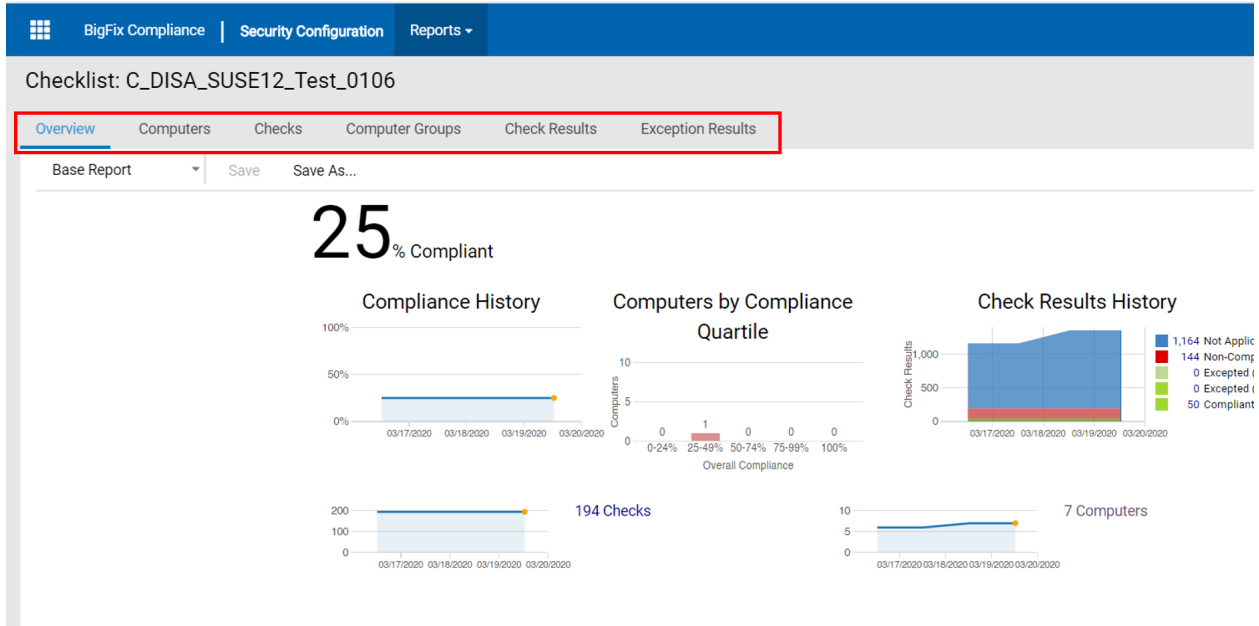 BigFix Compliance | Security Configuration Reports
Checklist: C_DISA_SUSE12_Test_0106
Overview Computers Checks Computer Groups Check Results Exception Results
Base Report Save Save As...
25% Compliant
Compliance History
100%
50%
0%
03/17/2020 03/18/2020 03/19/2020 03/20/2020
Computers by Compliance
Quartile
Computers
10
5
0
0 1 0 0 0
0-24% 25-49% 50-74% 75-99% 100%
Overall Compliance
Check Results History
Check Results
1,000
500
0
03/17/2020 03/18/2020 03/19/2020 03/20/2020
1,164 Not Applic
144 Non-Comp
0 Excepted (
0 Excepted (
50 Compliant
200
100
0
03/17/2020 03/18/2020 03/19/2020 03/20/2020
194 Checks
10
5
0
03/17/2020 03/18/2020 03/19/2020 03/20/2020
7 Computers